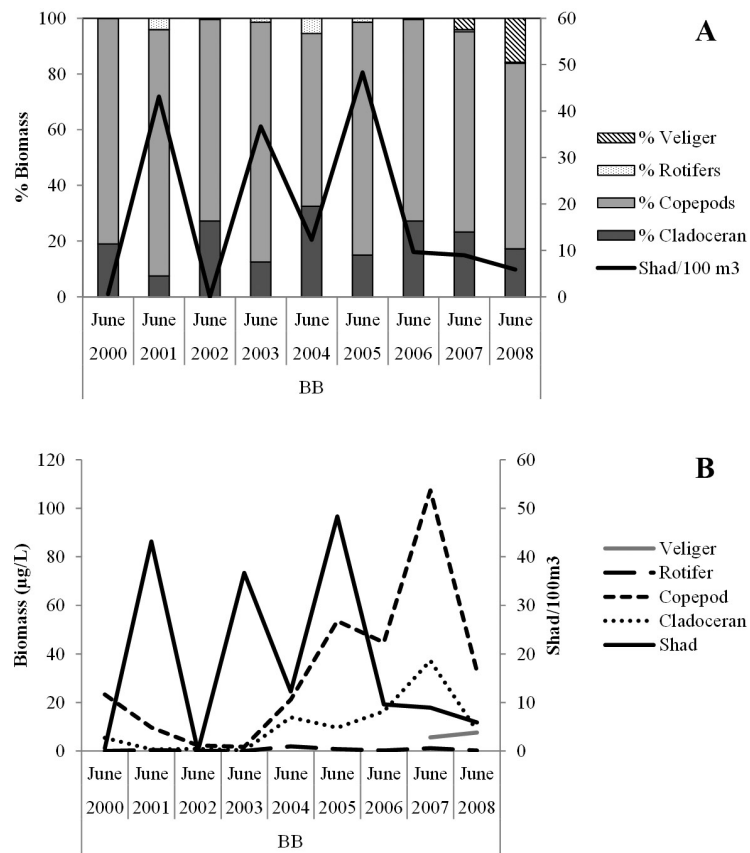 A
% Biomass
100
80
60
40
20
0
60
50
40
30
20
10
0
% Veliger
% Rotifers
% Copepods
% Cladoceran
Shad/100 m3
June June June June June June June June June
2000 2001 2002 2003 2004 2005 2006 2007 2008
BB
B
Biomass (µg/L)
120
100
80
60
40
20
0
60
50
40
30
20
10
0
Shad/100m3
Veliger
Rotifer
Copepod
Cladoceran
Shad
June June June June June June June June June
2000 2001 2002 2003 2004 2005 2006 2007 2008
BB